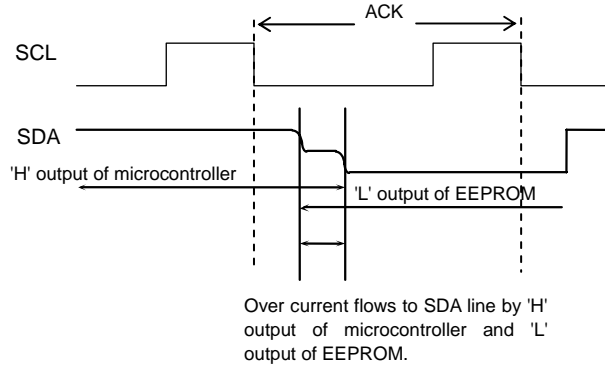 ACK
SCL
SDA
'H' output of microcontroller
'L' output of EEPROM
Over current flows to SDA line by 'H'
output of microcontroller and 'L'
output of EEPROM.